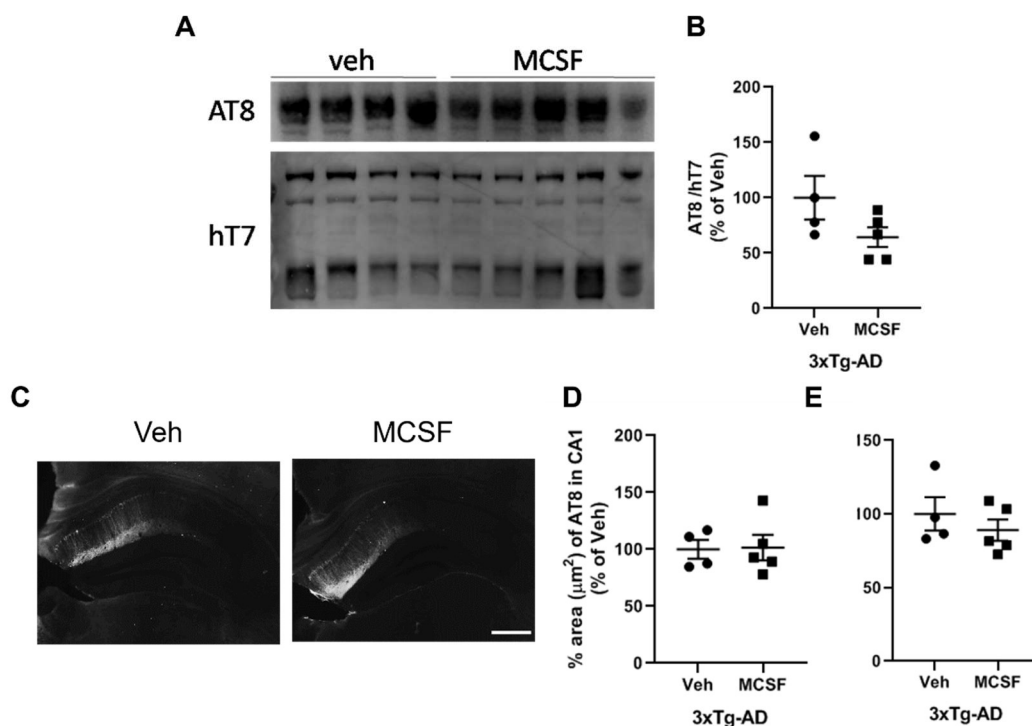 A
veh
MCSF
AT8
hT7
B
AT8 /hT7
(% of Veh)
200
150
100
50
0
Veh
MCSF
3xTg-AD
C
Veh
MCSF
D
% area (µm²) of AT8 in CA1
(% of Veh)
200
150
100
50
0
Veh
MCSF
3xTg-AD
E
150
100
50
0
Veh
MCSF
3xTg-AD